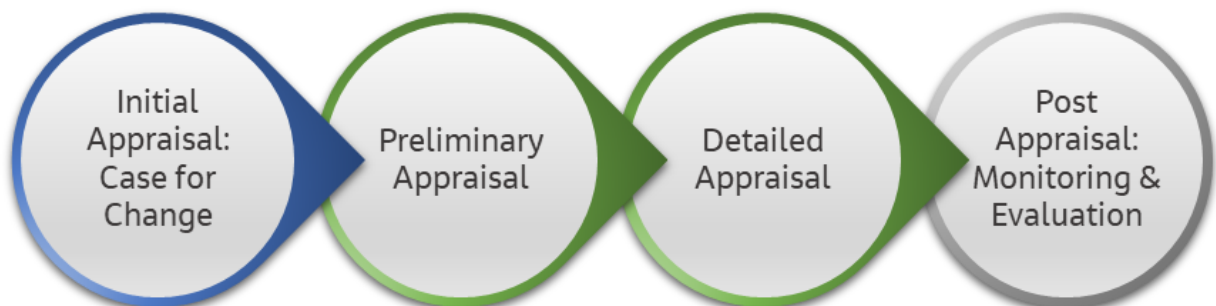 Initial
Appraisal:
Case for
Change
Preliminary
Appraisal
Detailed
Appraisal
Post
Appraisal:
Monitoring &
Evaluation